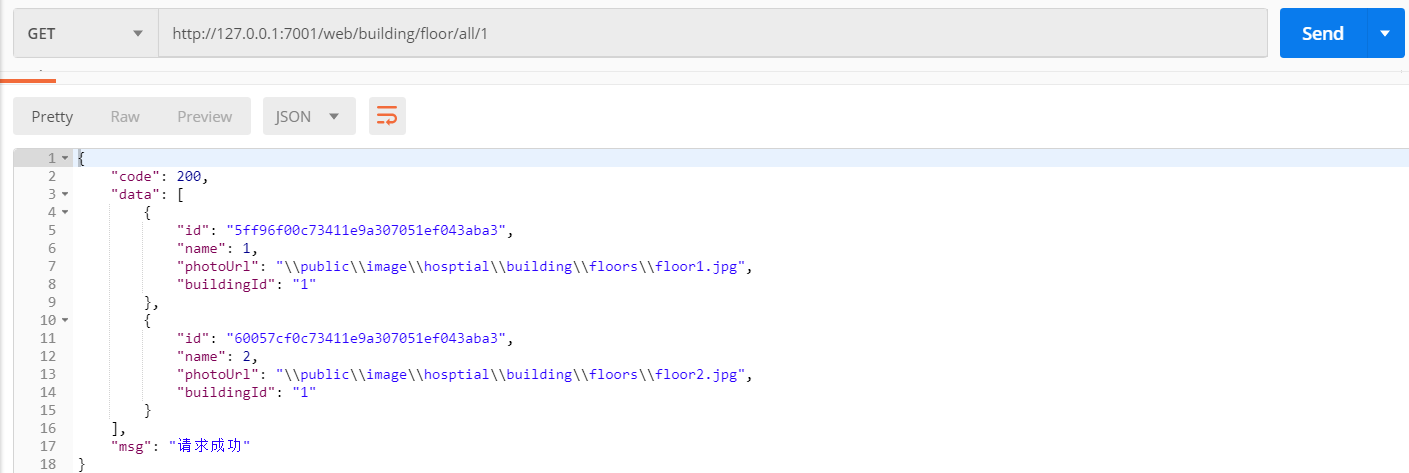 GET http://127.0.0.1:7001/web/building/floor/all/1 Send
Pretty Raw Preview JSON
1 {
2 "code": 200,
3 "data": [
4 {
5 "id": "5ff96f00c73411e9a307051ef043aba3",
6 "name": 1,
7 "photoUrl": "\\public\\image\\hosptial\\building\\floors\\floor1.jpg",
8 "buildingId": "1"
9 },
10 {
11 "id": "60057cf0c73411e9a307051ef043aba3",
12 "name": 2,
13 "photoUrl": "\\public\\image\\hosptial\\building\\floors\\floor2.jpg",
14 "buildingId": "1"
15 }
16 ],
17 "msg": "请求成功"
18 }